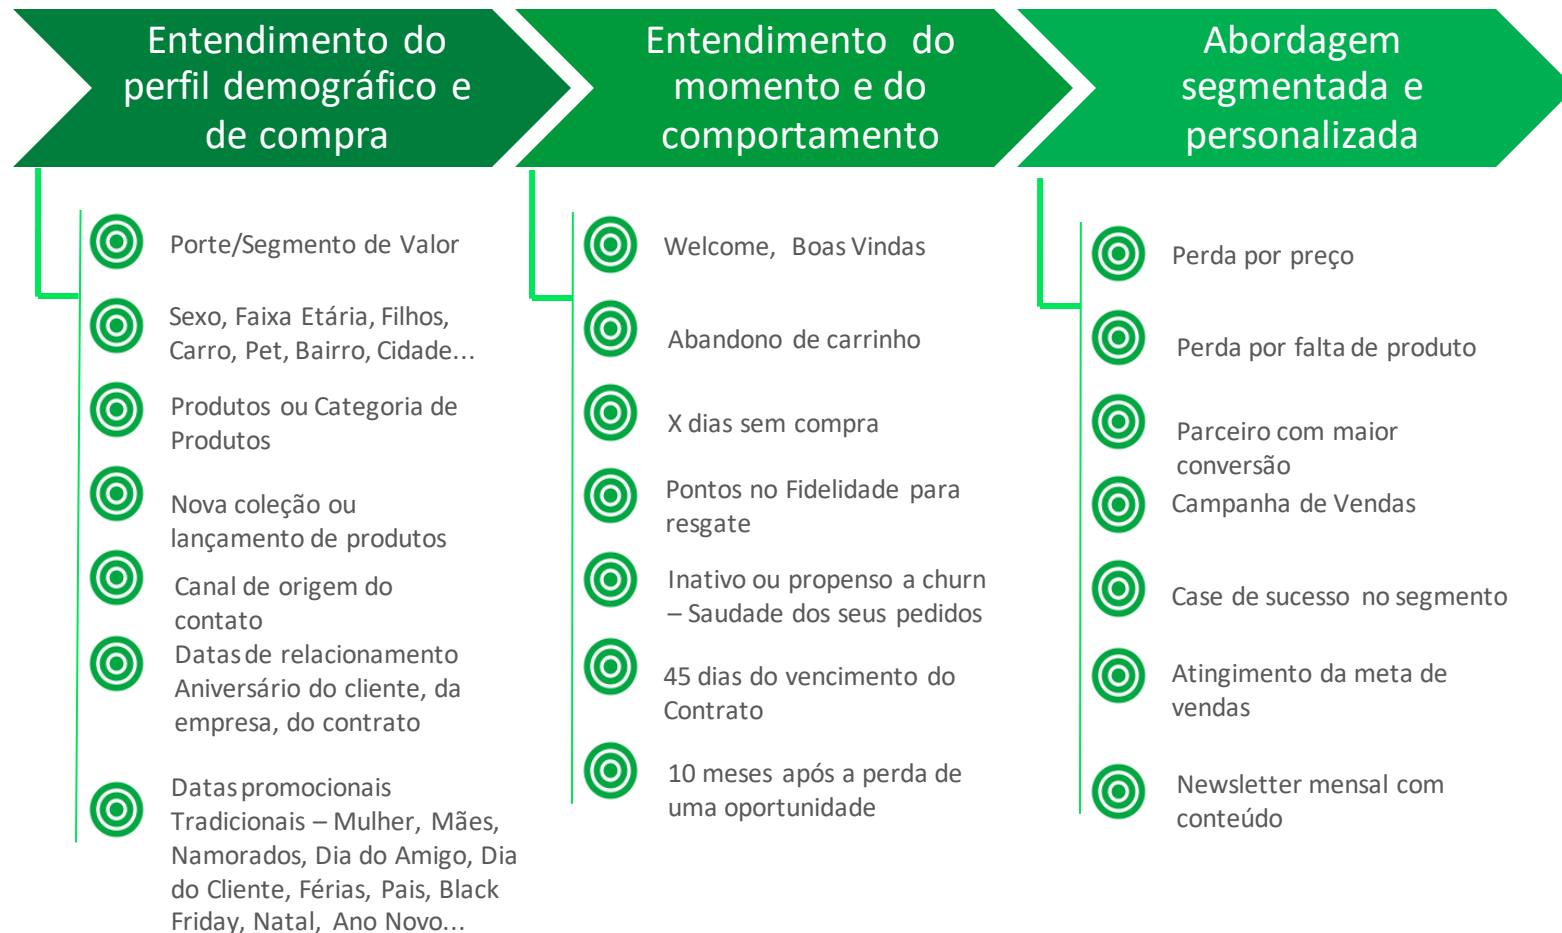 Entendimento do
perfil demográfico e
de compra
Porte/Segmento de Valor
Sexo, Faixa Etária, Filhos,
Carro, Pet, Bairro, Cidade...
Produtos ou Categoria de
Produtos
Nova coleção ou
lançamento de produtos
Canal de origem do
contato
Datas de relacionamento
Aniversário do cliente, da
empresa, do contrato
Datas promocionais
Tradicionais – Mulher, Mães,
Namorados, Dia do Amigo, Dia
do Cliente, Férias, Pais, Black
Friday, Natal, Ano Novo...
Entendimento do
momento e do
comportamento
Welcome, Boas Vindas
Abandono de carrinho
X dias sem compra
Pontos no Fidelidade para
resgate
Inativo ou propenso a churn
– Saudade dos seus pedidos
45 dias do vencimento do
Contrato
10 meses após a perda de
uma oportunidade
Abordagem
segmentada e
personalizada
Perda por preço
Perda por falta de produto
Parceiro com maior
conversão
Campanha de Vendas
Case de sucesso no segmento
Atingimento da meta de
vendas
Newsletter mensal com
conteúdo